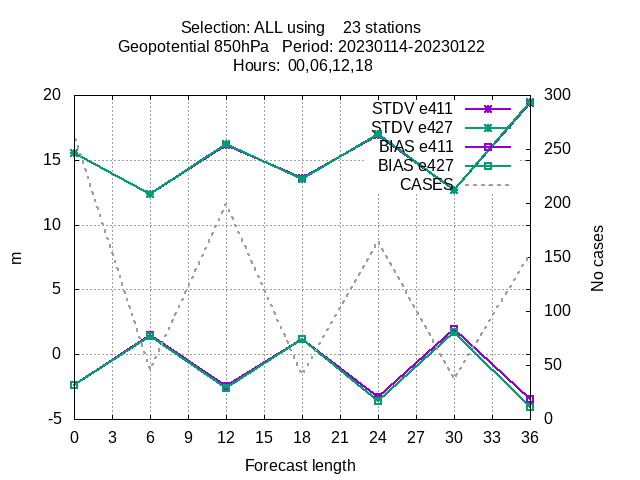 Selection: ALL using    23 stations
Geopotential 850hPa   Period: 20230114-20230122
Hours:  00,06,12,18
STDV e411
STDV e427
BIAS e411
BIAS e427
CASES
20
15
10
5
0
-5
m
300
250
200
150
100
50
0
No cases
0 3 6 9 12 15 18 21 24 27 30 33 36
Forecast length